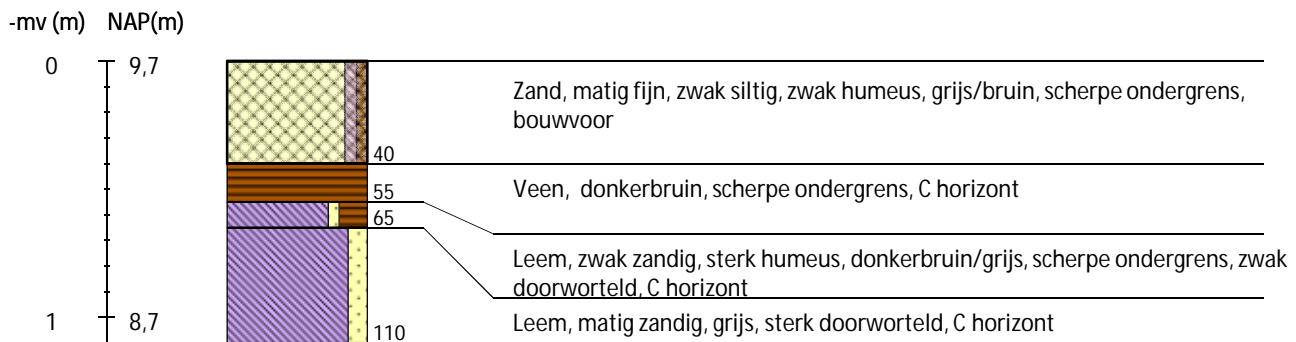 -mv (m) NAP(m)
0 9,7
Zand, matig fijn, zwak siltig, zwak humeus, grijs/bruin, scherpe ondergrens,
bouwvoor
40
Veen, donkerbruin, scherpe ondergrens, C horizont
55
65
Leem, zwak zandig, sterk humeus, donkerbruin/grijs, scherpe ondergrens, zwak
doorworteld, C horizont
1 8,7
Leem, matig zandig, grijs, sterk doorworteld, C horizont
110